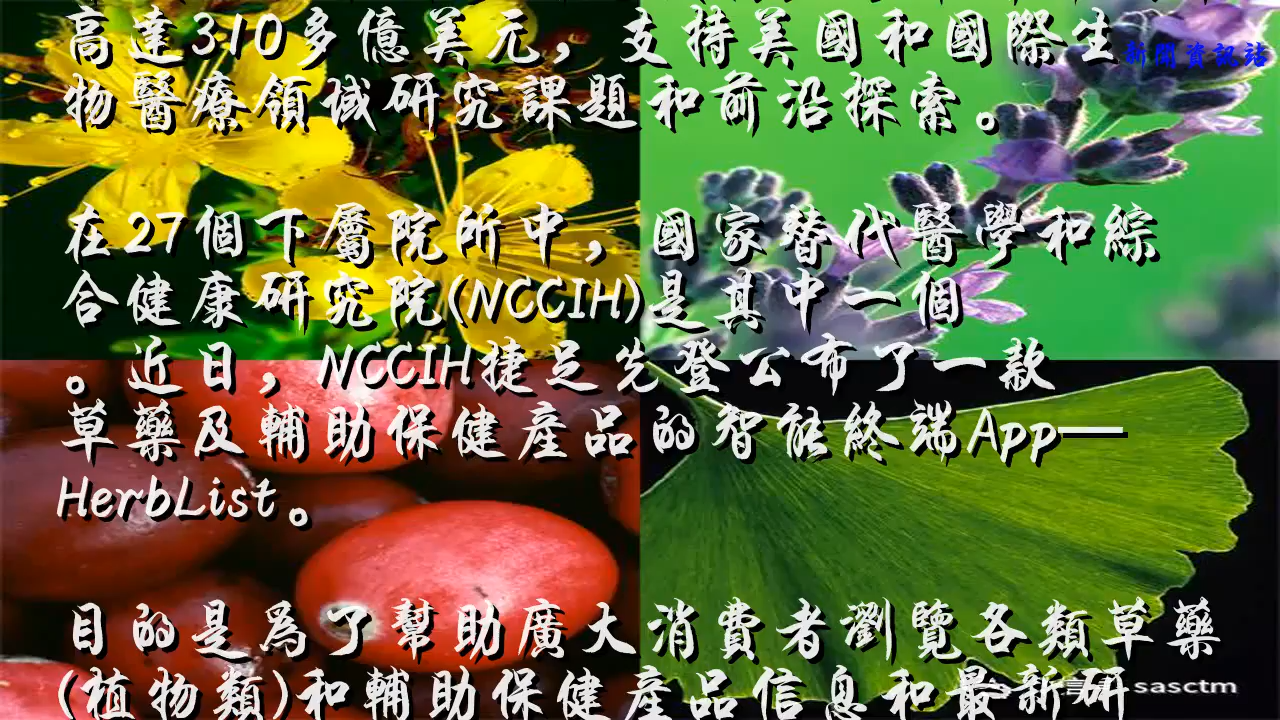 高達310多億美元，支持美國和國際生
新聞資訊站
物醫療領域研究課題和前沿探索。
在27個下屬院所中，國家替代醫學和綜
合健康研究院(NCCIH)是其中一個
。近日，NCCIH捷足先登公布了一款
草藥及輔助保健產品的智能終端App—
HerbList。
目的是爲了幫助廣大消費者瀏覽各類草藥
(植物類)和輔助保健產品信息和最新研
sasctm